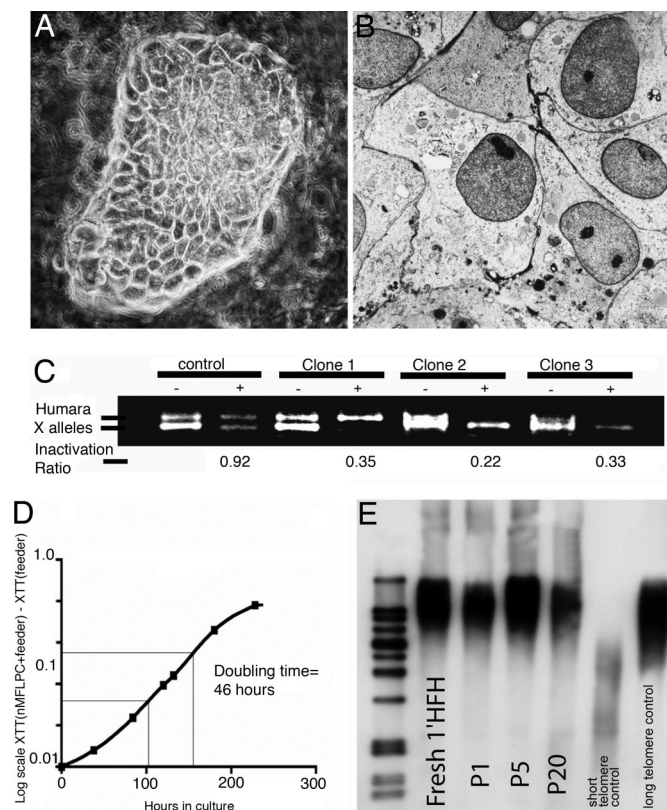 A
B
C
control Clone 1 Clone 2 Clone 3
- + - + - + - +
Humara
X alleles
Inactivation
Ratio
0.92 0.35 0.22 0.33
D
Log scale XTT(nMFLPC+feeder) - XTT(feeder)
1.0
0.1
0.01
0 100 200 300
Hours in culture
Doubling time=
46 hours
E
Fresh 1'HFH
P1
P5
P20
short
telomere
control
long telomere control